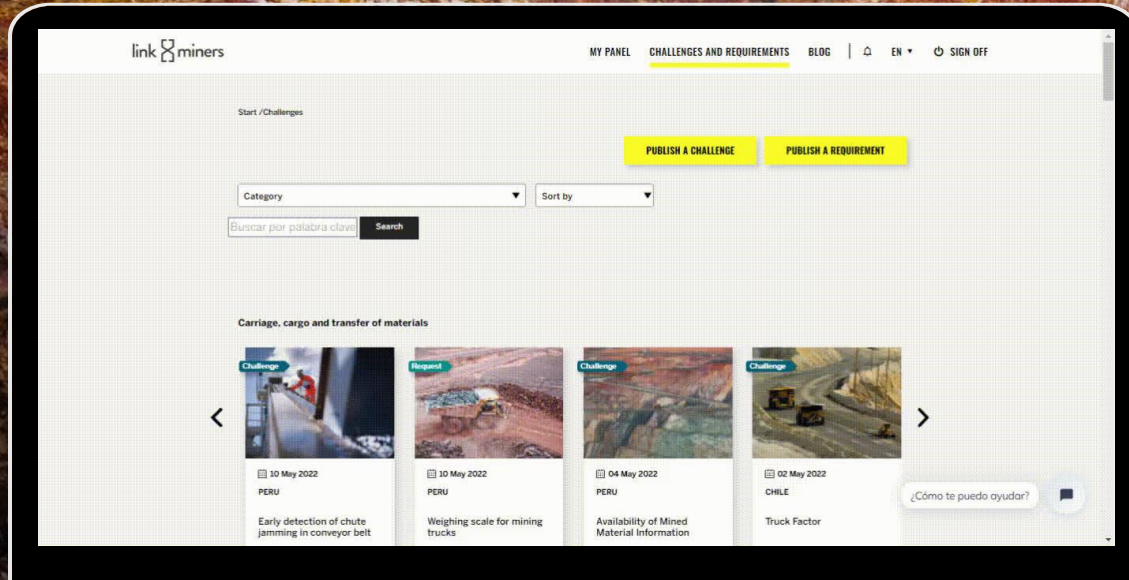 link miners
MY PANEL CHALLENGES AND REQUIREMENTS BLOG EN SIGN OFF
Start /Challenges
PUBLISH A CHALLENGE PUBLISH A REQUIREMENT
Category Sort by
Buscar por palabra clave Search
Carriage, cargo and transfer of materials
Challenge Request Challenge Challenge
10 May 2022 10 May 2022 04 May 2022 02 May 2022
PERU PERU PERU CHILE
¿Cómo te puedo ayudar?
Early detection of chute Weighing scale for mining Availability of Mined Truck Factor
jamming in conveyor belt trucks Material Information